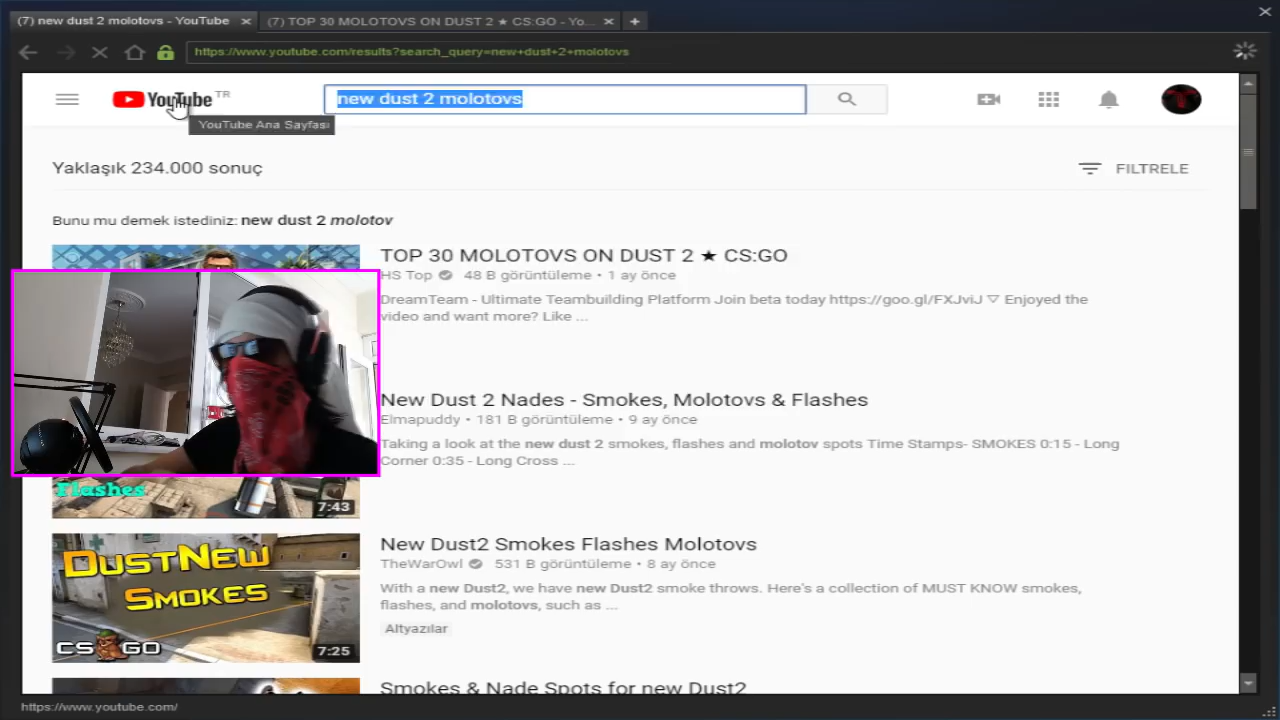 (7) new dust 2 molotovs - YouTube
(7) TOP 30 MOLOTOVS ON DUST 2 ★ CS:GO - Yo...
https://www.youtube.com/results?search_query=new+dust+2+molotovs
YouTube TR
new dust 2 molotovs
YouTube Ana Sayfası
Yaklaşık 234.000 sonuç
FILTRELE
Bunu mu demek istediniz: new dust 2 molotov
TOP 30 MOLOTOVS ON DUST 2 ★ CS:GO
HS Top 48 B görüntüleme • 1 ay önce
DreamTeam - Ultimate Teambuilding Platform Join beta today https://goo.gl/FXJviJ ▽ Enjoyed the
video and want more? Like ...
New Dust 2 Nades - Smokes, Molotovs & Flashes
Elmapuddy • 181 B görüntüleme • 9 ay önce
Taking a look at the new dust 2 smokes, flashes and molotov spots Time Stamps- SMOKES 0:15 - Long
Corner 0:35 - Long Cross ...
Flashes
7:43
New Dust2 Smokes Flashes Molotovs
TheWarOwl 531 B görüntüleme • 8 ay önce
With a new Dust2, we have new Dust2 smoke throws. Here's a collection of MUST KNOW smokes,
flashes, and molotovs, such as ...
Altyazılar
DUST NEW
SMOKES
CS GO
7:25
Smokes & Nade Spots for new Dust2
https://www.youtube.com/